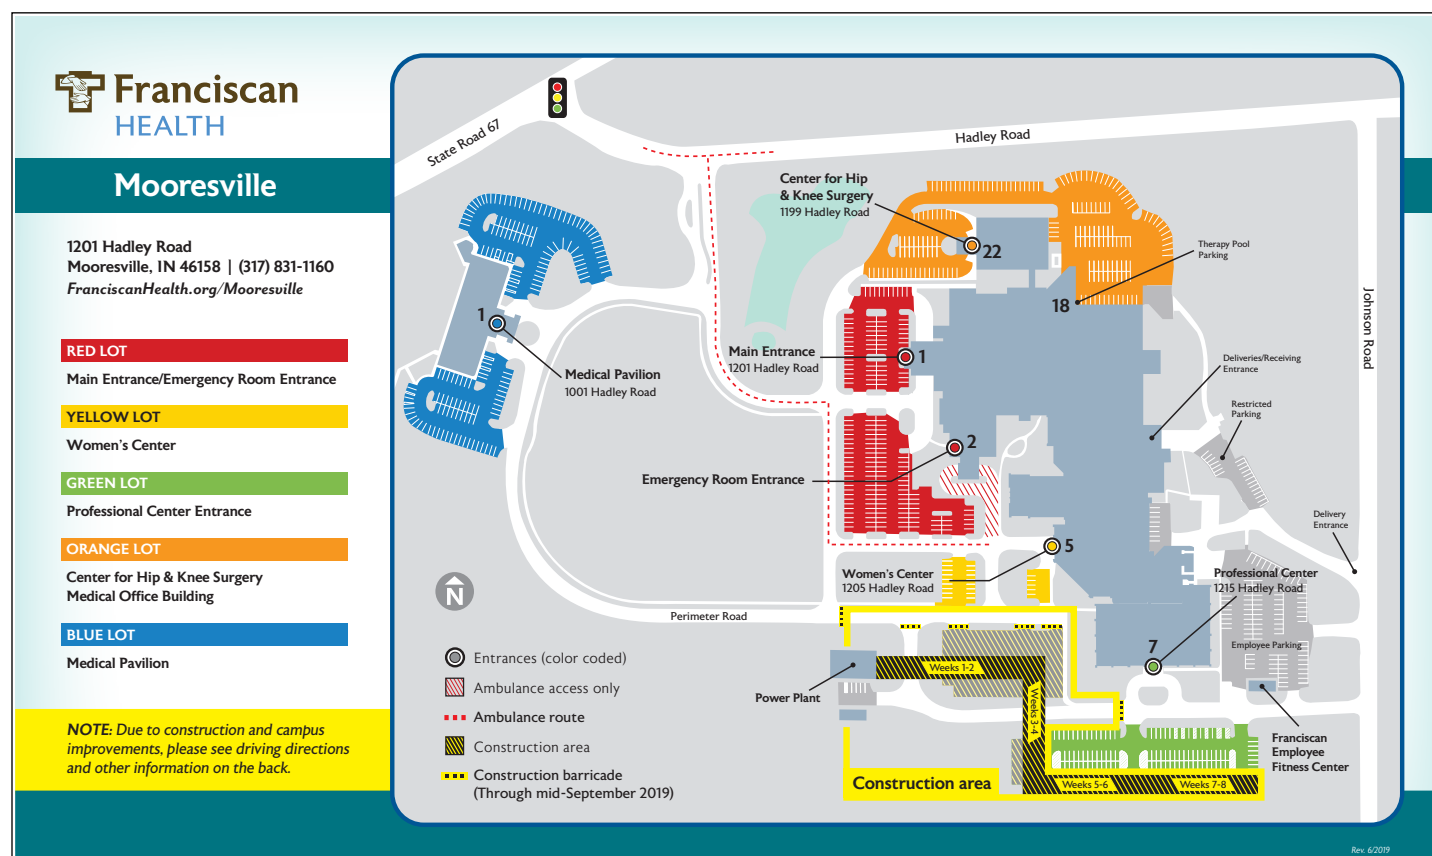 Franciscan
HEALTH
Mooresville
1201 Hadley Road
Mooresville, IN 46158 | (317) 831-1160
FranciscanHealth.org/Mooresville
RED LOT
Main Entrance/Emergency Room Entrance
YELLOW LOT
Women's Center
GREEN LOT
Professional Center Entrance
ORANGE LOT
Center for Hip & Knee Surgery
Medical Office Building
BLUE LOT
Medical Pavilion
NOTE: Due to construction and campus
improvements, please see driving directions
and other information on the back.
State Road 67
Hadley Road
Johnson Road
Center for Hip
& Knee Surgery
1199 Hadley Road
22
Therapy Pool
Parking
18
1
Medical Pavilion
1001 Hadley Road
Main Entrance
1201 Hadley Road
1
Deliveries/Receiving
Entrance
Restricted
Parking
2
Emergency Room Entrance
Delivery
Entrance
5
Women's Center
1205 Hadley Road
Professional Center
1215 Hadley Road
N
Perimeter Road
7
Employee Parking
Entrances (color coded)
Ambulance access only
Ambulance route
Construction area
Construction barricade
(Through mid-September 2019)
Power Plant
Weeks 1-2
Weeks 3-4
Weeks 5-6
Weeks 7-8
Construction area
Franciscan
Employee
Fitness Center
Rev. 6/2019